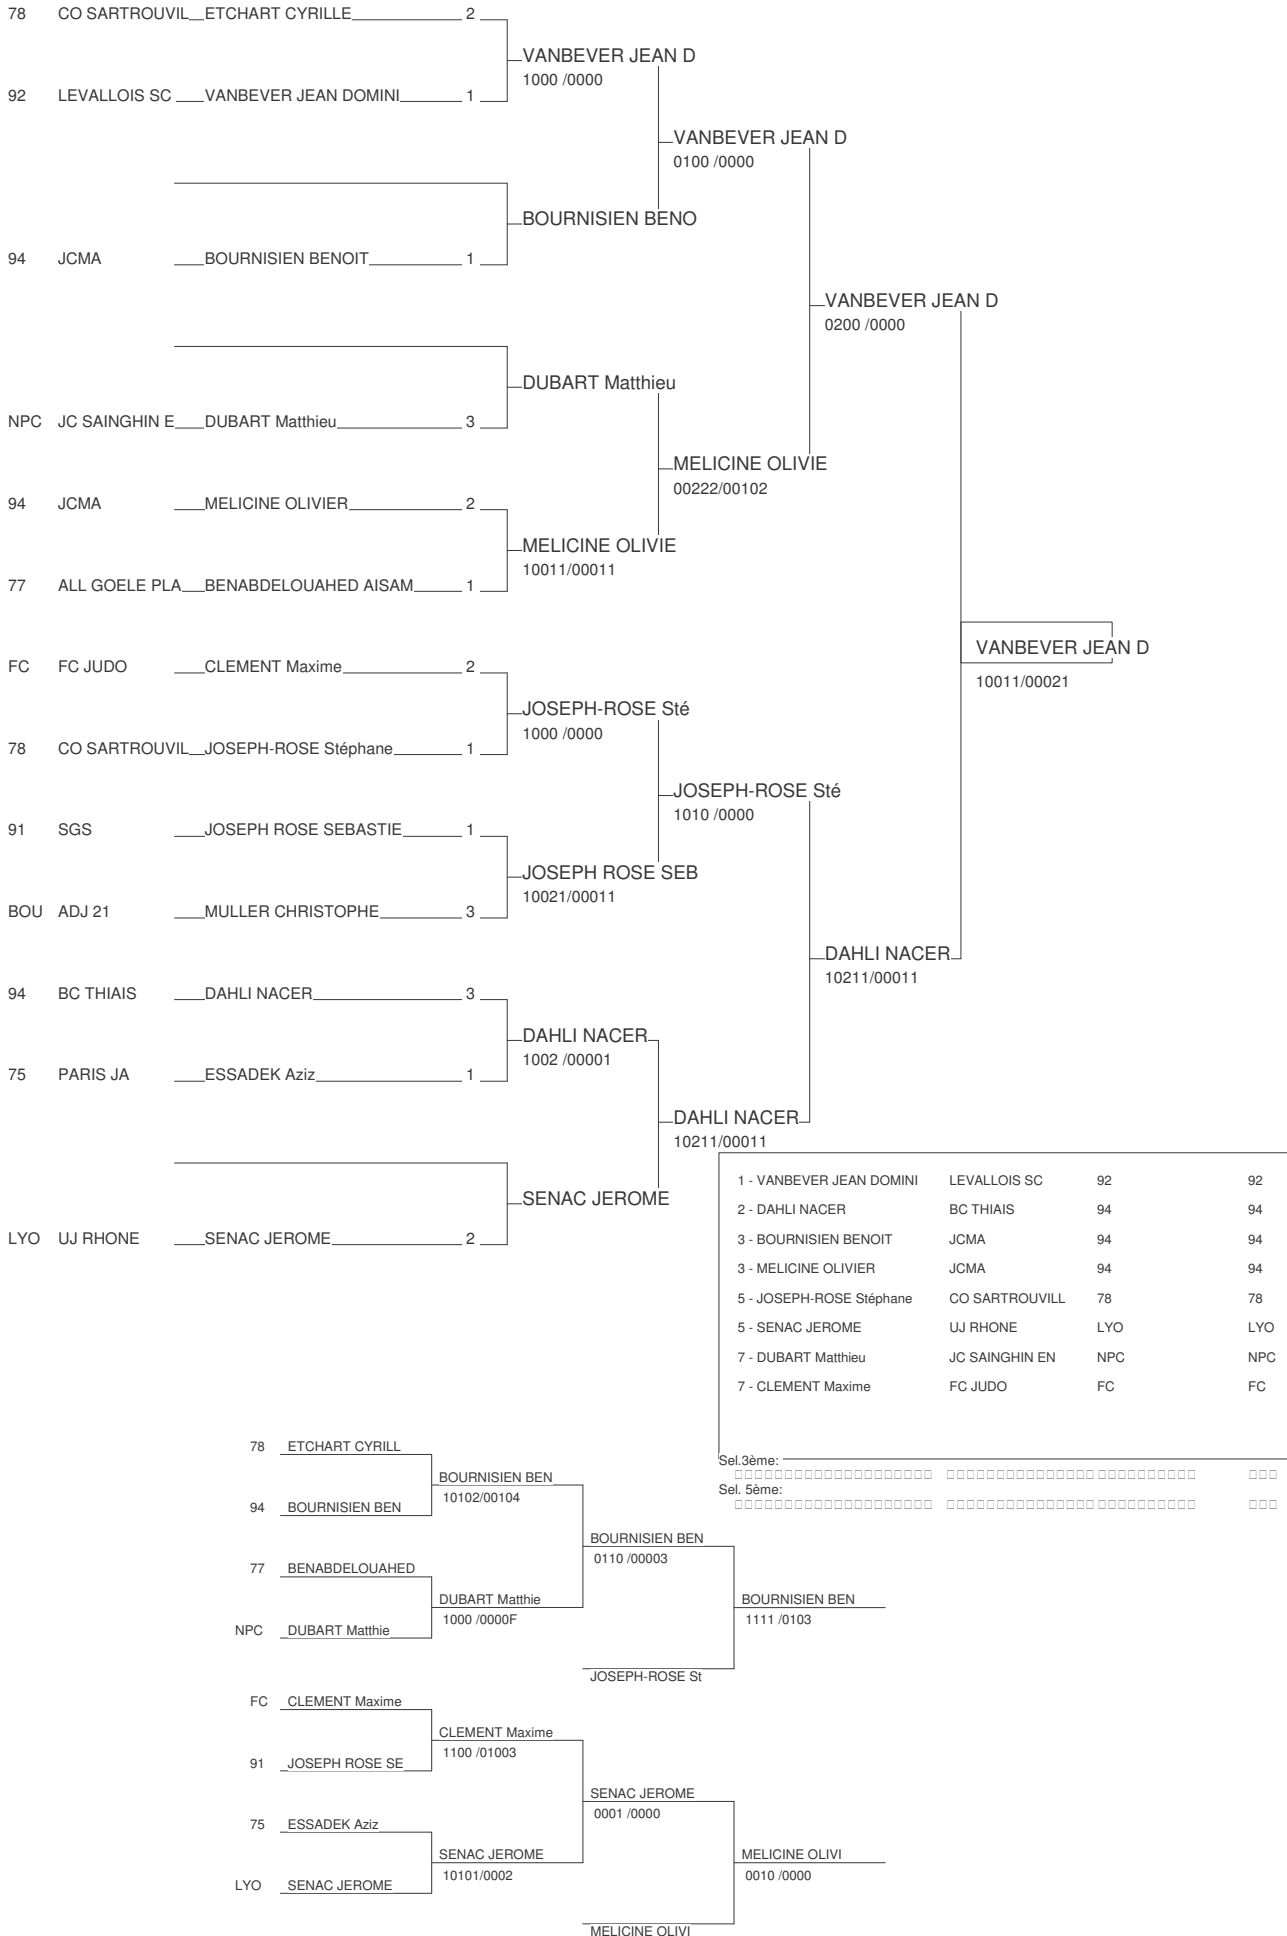 78 CO SARTROUVIL ETCHART CYRILLE 2
VANBEVER JEAN D
1000 /0000
92 LEVALLOIS SC VANBEVER JEAN DOMINI 1
VANBEVER JEAN D
0100 /0000
BOURNISIEN BENO
94 JCMA BOURNISIEN BENOIT 1
VANBEVER JEAN D
0200 /0000
DUBART Matthieu
NPC JC SAINGHIN E DUBART Matthieu 3
MELICINE OLIVIE
00222/00102
94 JCMA MELICINE OLIVIER 2
MELICINE OLIVIE
10011/00011
77 ALL GOELE PLA BENABDELOUAHED AISAM 1
VANBEVER JEAN D
10011/00021
FC FC JUDO CLEMENT Maxime 2
JOSEPH-ROSE Sté
1000 /0000
78 CO SARTROUVIL JOSEPH-ROSE Stéphane 1
JOSEPH-ROSE Sté
1010 /0000
91 SGS JOSEPH ROSE SEBASTIE 1
JOSEPH ROSE SEB
10021/00011
BOU ADJ 21 MULLER CHRISTOPHE 3
DAHLI NACER
10211/00011
94 BC THIAIS DAHLI NACER 3
DAHLI NACER
1002 /00001
75 PARIS JA ESSADEK Aziz 1
DAHLI NACER
10211/00011
SENAC JEROME
LYO UJ RHONE SENAC JEROME 2
1 - VANBEVER JEAN DOMINI LEVALLOIS SC 92 92
2 - DAHLI NACER BC THIAIS 94 94
3 - BOURNISIEN BENOIT JCMA 94 94
3 - MELICINE OLIVIER JCMA 94 94
5 - JOSEPH-ROSE Stéphane CO SARTROUVILL 78 78
5 - SENAC JEROME UJ RHONE LYO LYO
7 - DUBART Matthieu JC SAINGHIN EN NPC NPC
7 - CLEMENT Maxime FC JUDO FC FC
Sel.3ème:
Sel. 5ème:
78 ETCHART CYRILL
BOURNISIEN BEN
10102/00104
94 BOURNISIEN BEN
BOURNISIEN BEN
0110 /00003
77 BENABDELOUAHED
DUBART Matthie
1000 /0000F
NPC DUBART Matthie
BOURNISIEN BEN
1111 /0103
JOSEPH-ROSE St
FC CLEMENT Maxime
CLEMENT Maxime
1100 /01003
91 JOSEPH ROSE SE
SENAC JEROME
0001 /0000
75 ESSADEK Aziz
SENAC JEROME
10101/0002
LYO SENAC JEROME
MELICINE OLIVI
0010 /0000
MELICINE OLIVI